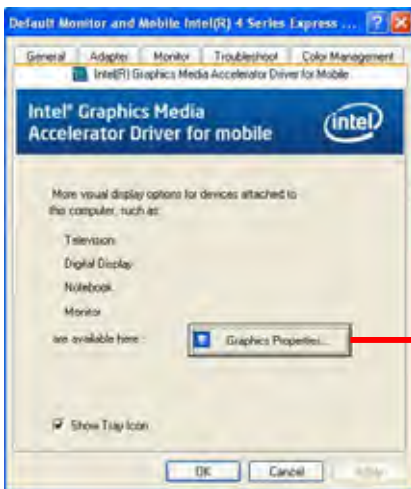 Default Monitor and Mobile Intel(R) 4 Series Express ...
General Adapter Monitor Troubleshoot Color Management
Intel(R) Graphics Media Accelerator Driver for Mobile
Intel® Graphics Media
Accelerator Driver for mobile
intel
More visual display options for devices attached to
this computer, such as:
Television
Digital Display
Notebook
Monitor
are available here:
Graphics Properties...
Show Tray Icon
OK Cancel Apply